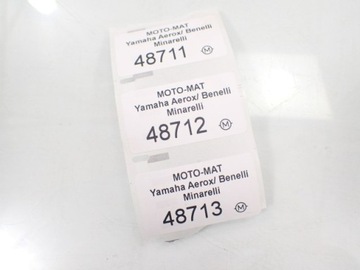 MOTO-MAT
Yamaha Aerox/ Benelli
Minarelli
48711
MOTO-MAT
Yamaha Aerox/ Benelli
Minarelli
48712 M
MOTO-MAT
Yamaha Aerox/ Benelli
Minarelli
48713 M